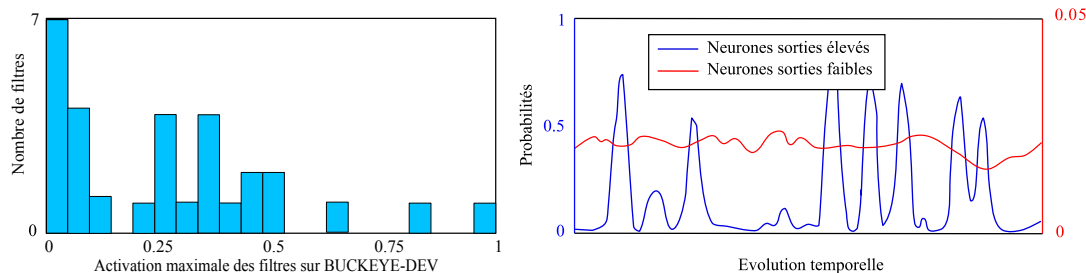 7
Nombre de filtres
0
0 0.25 0.5 0.75 1
Activation maximale des filtres sur BUCKEYE-DEV
1
0.5
0
Probabilités
Neurones sorties élevés
Neurones sorties faibles
0.05
0
Evolution temporelle